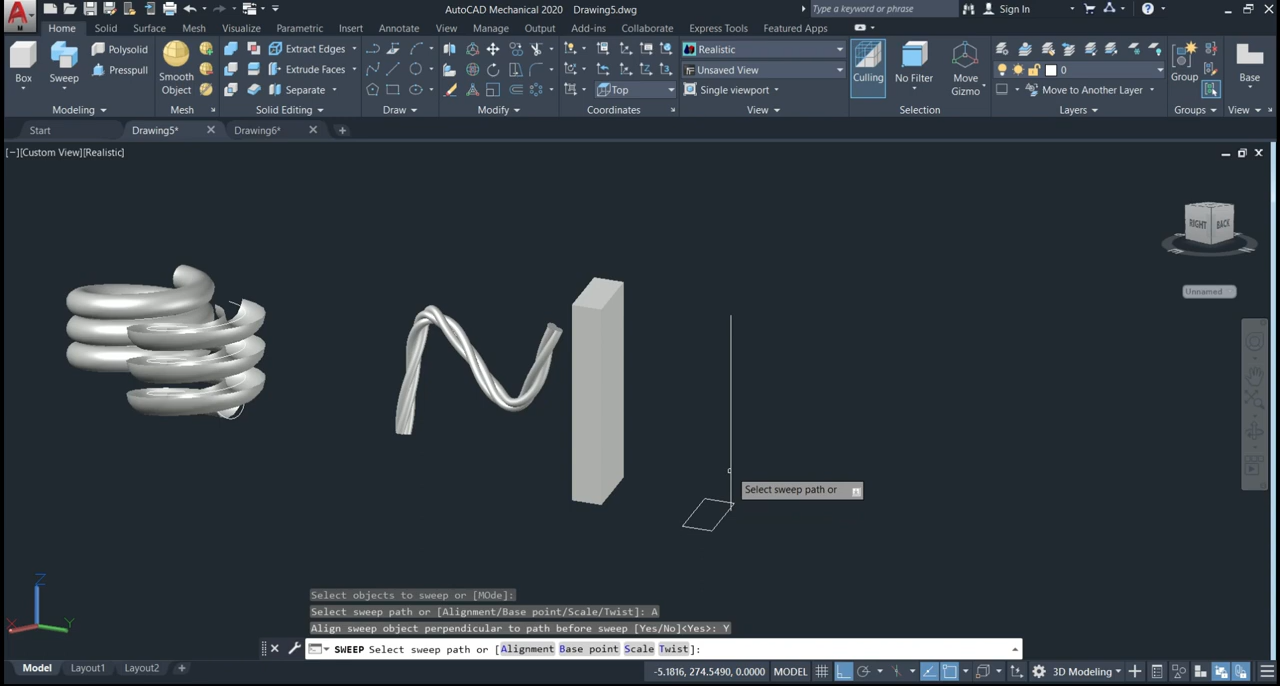 AutoCAD Mechanical 2020 Drawing5.dwg
Type a keyword or phrase
Sign In
Home Solid Surface Mesh Visualize Parametric Insert Annotate View Manage Output Add-ins Collaborate Express Tools Featured Apps
Box
Sweep
Polysolid
Presspull
Modeling
Smooth
Object
Mesh
Extract Edges
Extrude Faces
Separate
Solid Editing
Draw
Modify
Top
Coordinates
Realistic
Unsaved View
Single viewport
View
Culling
No Filter
Move
Gizmo
Selection
0
Move to Another Layer
Layers
Group
Groups
Base
View
Start Drawing5* Drawing6*
[−][Custom View][Realistic]
RIGHT BACK
Unnamed
Select sweep path or
Z
X
Y
Select objects to sweep or [MOde]:
Select sweep path or [Alignment/Base point/Scale/Twist]: A
Align sweep object perpendicular to path before sweep [Yes/No]<Yes>: Y
SWEEP Select sweep path or [Alignment Base point Scale Twist]:
Model Layout1 Layout2
-5.1816, 274.5490, 0.0000 MODEL
3D Modeling